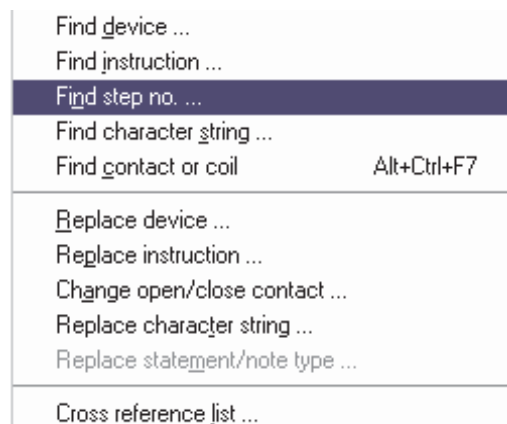 Find device ...
Find instruction ...
Find step no. ...
Find character string ...
Find contact or coil Alt+Ctrl+F7
Replace device ...
Replace instruction ...
Change open/close contact ...
Replace character string ...
Replace statement/note type ...
Cross reference list ...